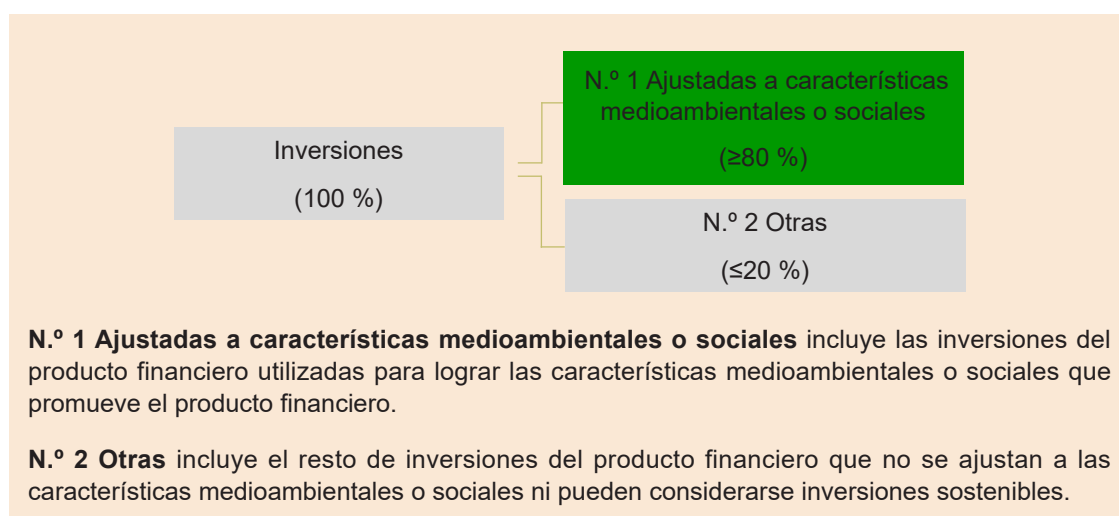 Inversiones
(100 %)
N.º 1 Ajustadas a características
medioambientales o sociales
(≥80 %)
N.º 2 Otras
(≤20 %)
N.º 1 Ajustadas a características medioambientales o sociales incluye las inversiones del
producto financiero utilizadas para lograr las características medioambientales o sociales que
promueve el producto financiero.
N.º 2 Otras incluye el resto de inversiones del producto financiero que no se ajustan a las
características medioambientales o sociales ni pueden considerarse inversiones sostenibles.